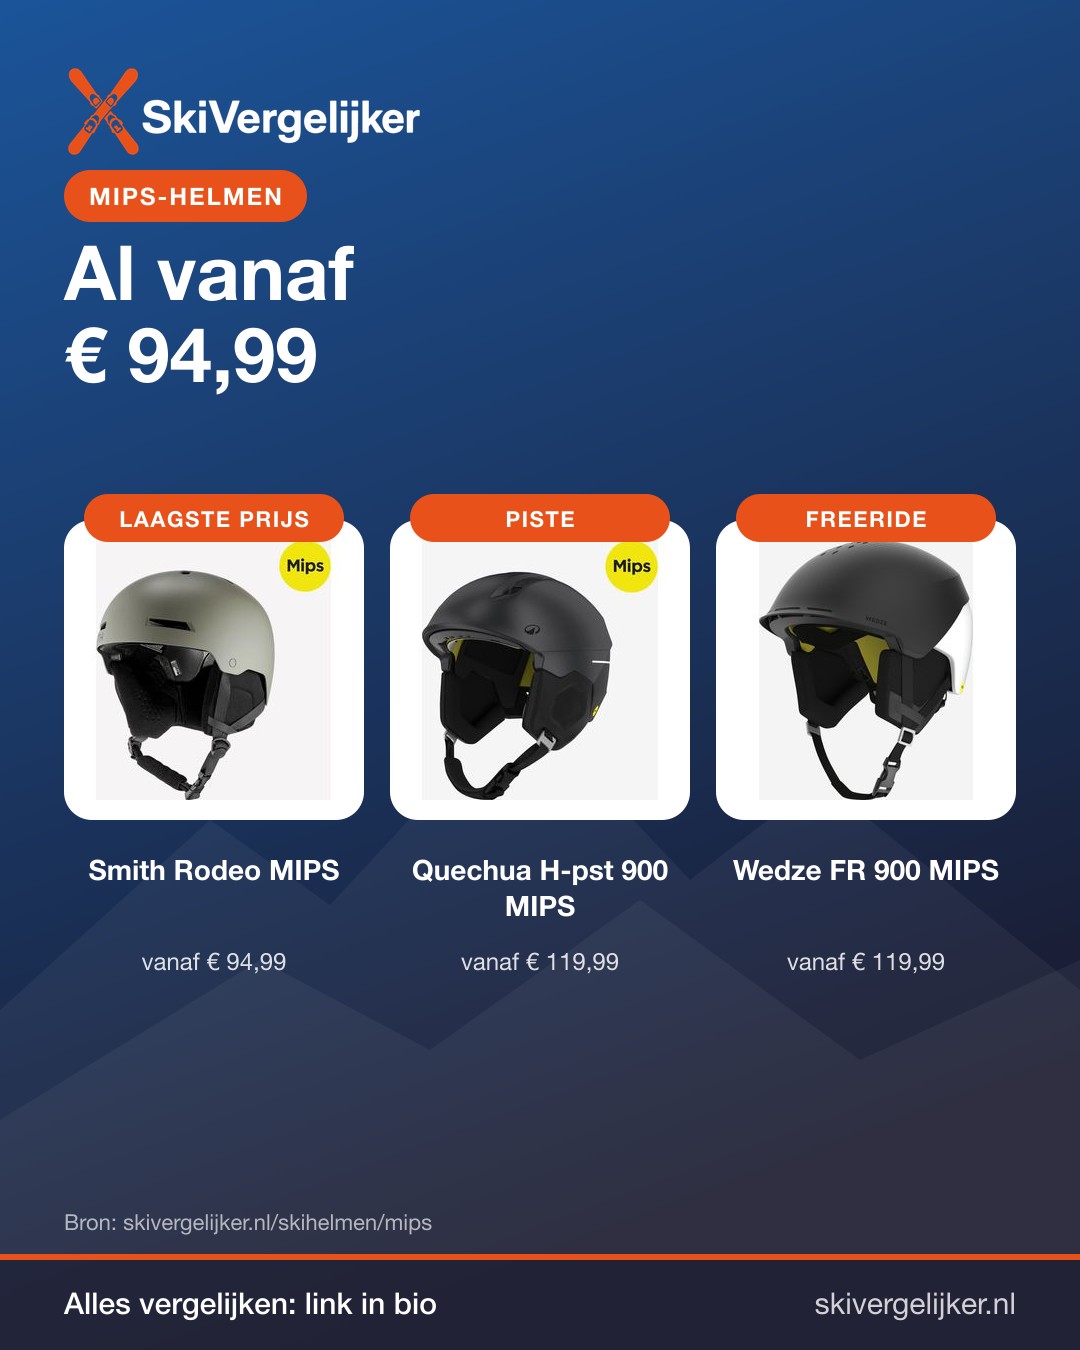 SkiVergelijker
MIPS-HELMEN
Al vanaf
€ 94,99
LAAGSTE PRIJS
PISTE
FREERIDE
Mips
Mips
WEDZE
Smith Rodeo MIPS
Quechua H-pst 900
MIPS
Wedze FR 900 MIPS
vanaf € 94,99
vanaf € 119,99
vanaf € 119,99
Bron: skivergelijker.nl/skihelmen/mips
Alles vergelijken: link in bio
skivergelijker.nl